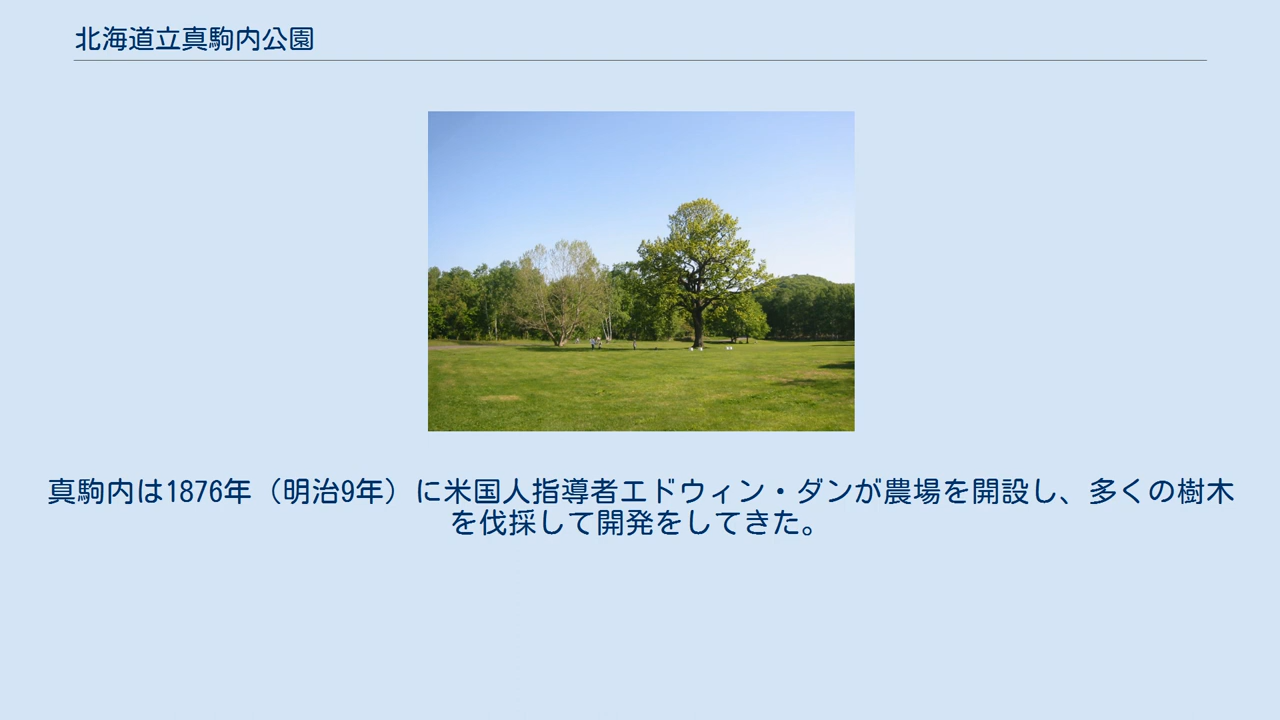 北海道立真駒内公園
真駒内は1876年（明治9年）に米国人指導者エドウィン・ダンが農場を開設し、多くの樹木
を伐採して開発をしてきた。